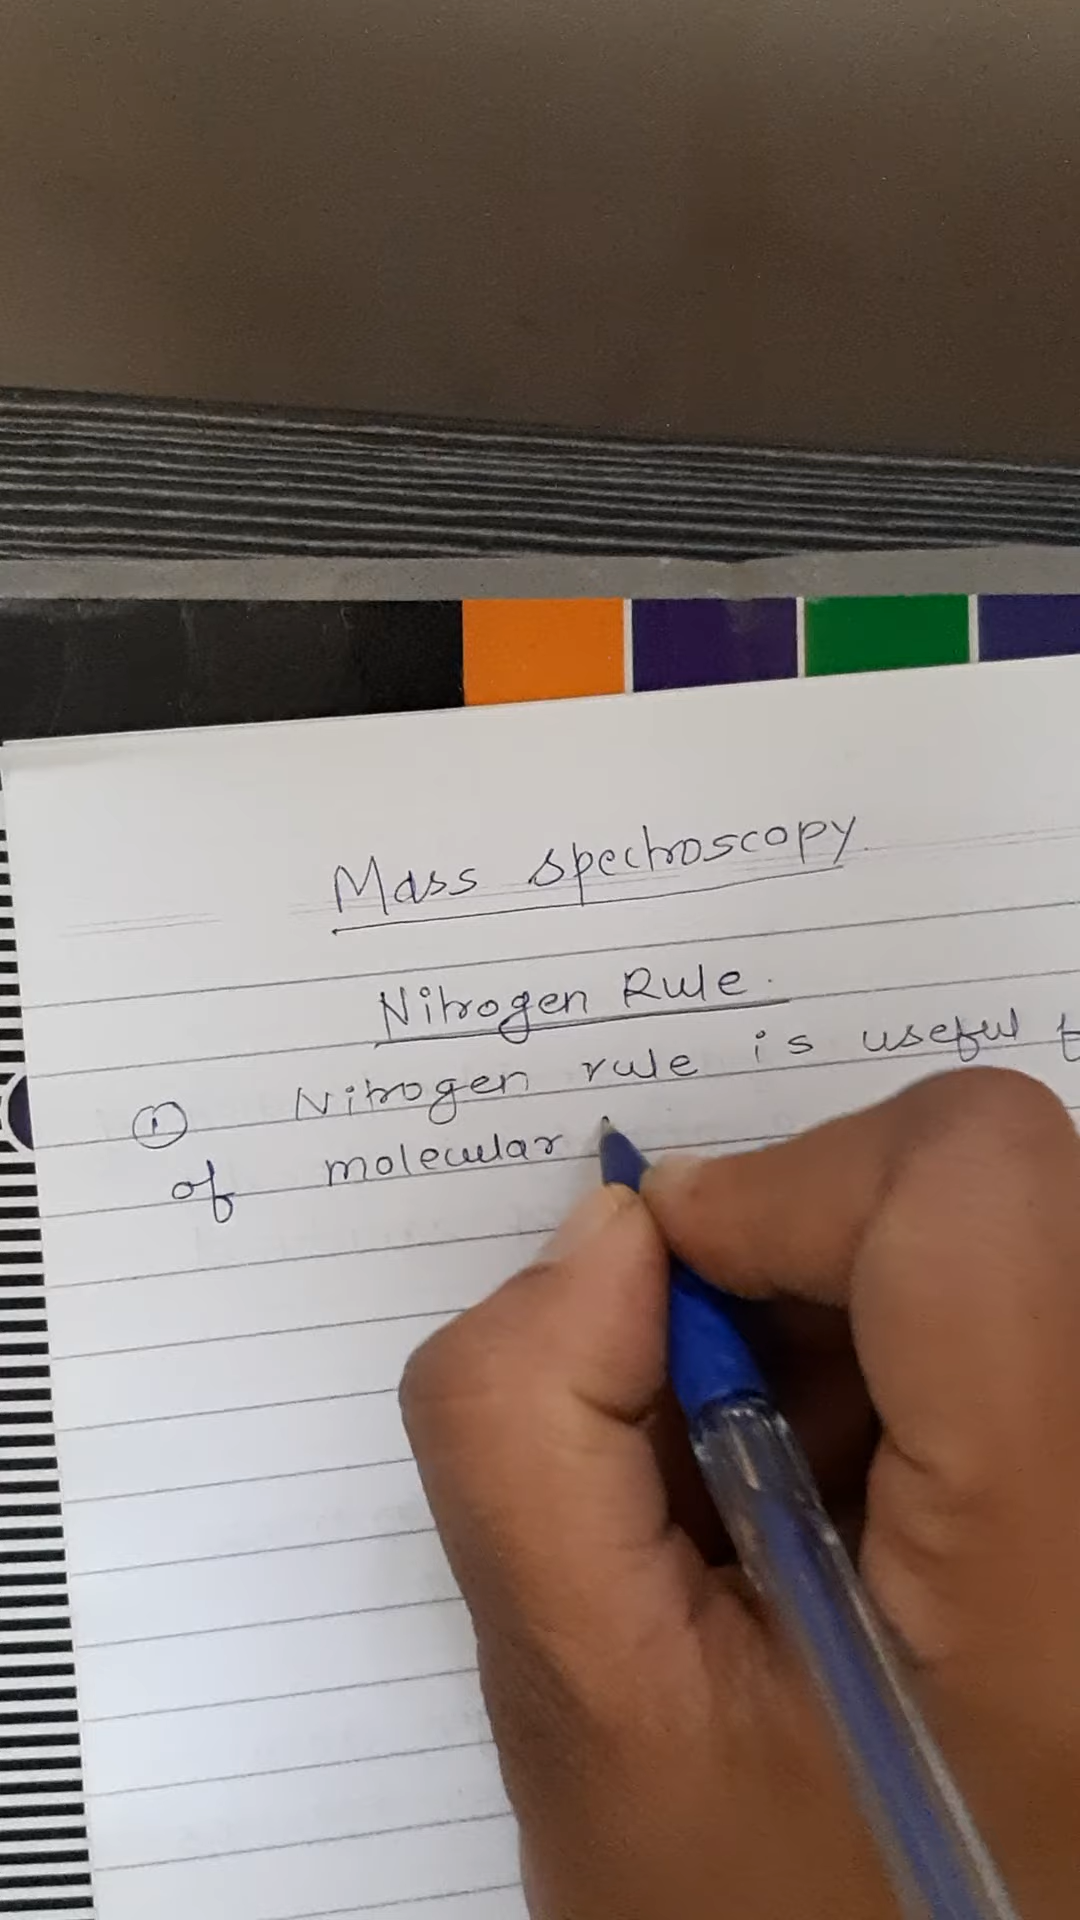 Mass spectroscopy.
Nitrogen Rule.
① Nitrogen rule is useful
of molecular